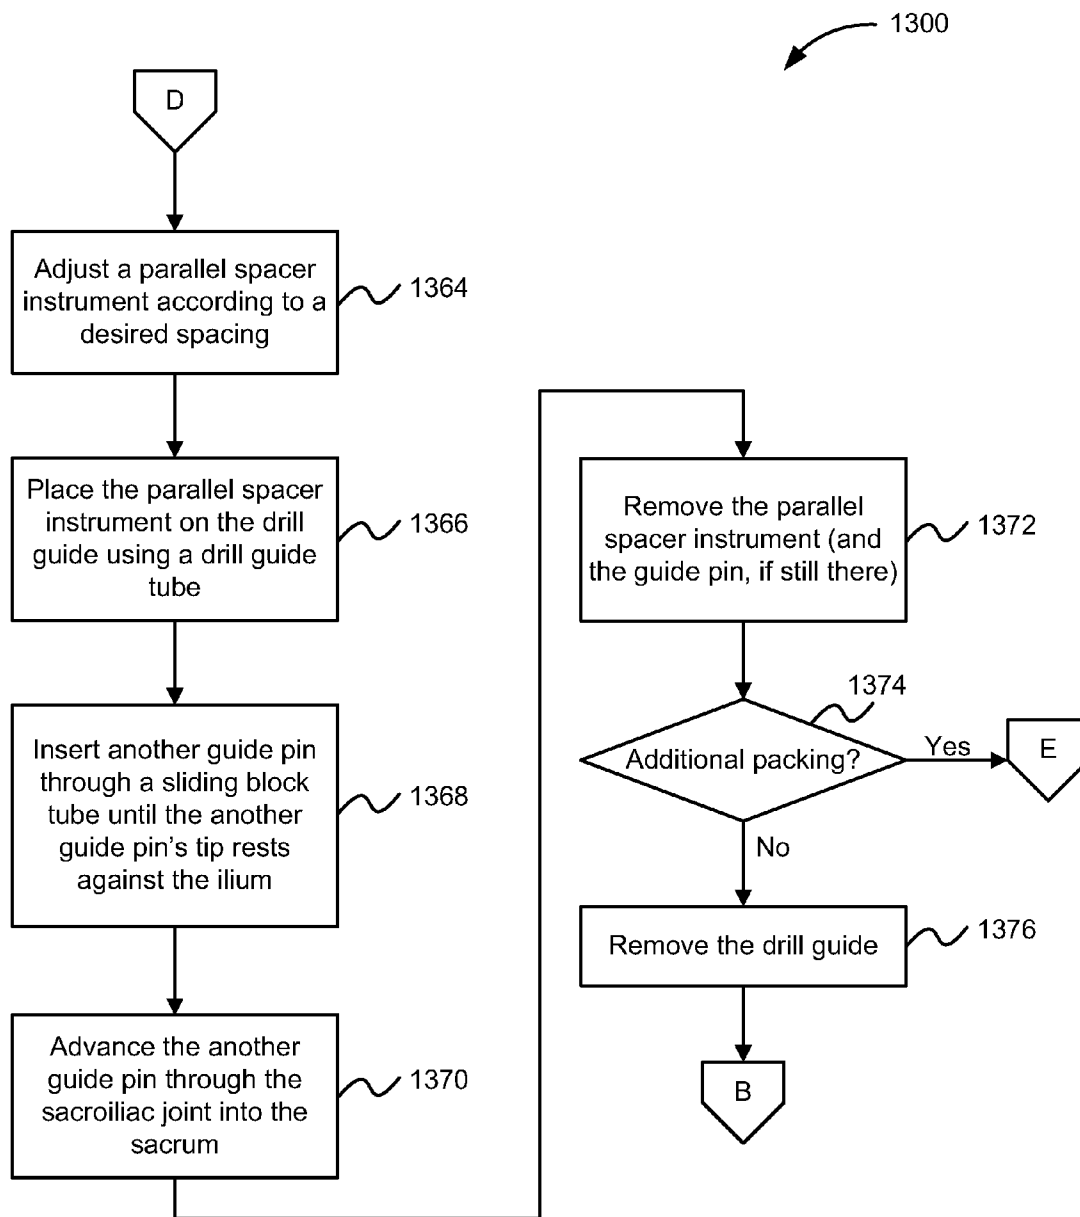 1300
D
Adjust a parallel spacer
instrument according to a
desired spacing
1364
Place the parallel spacer
instrument on the drill
guide using a drill guide
tube
1366
Insert another guide pin
through a sliding block
tube until the another
guide pin's tip rests
against the ilium
1368
Advance the another
guide pin through the
sacroiliac joint into the
sacrum
1370
Remove the parallel
spacer instrument (and
the guide pin, if still there)
1372
1374
Additional packing?
Yes
E
No
Remove the drill guide
1376
B